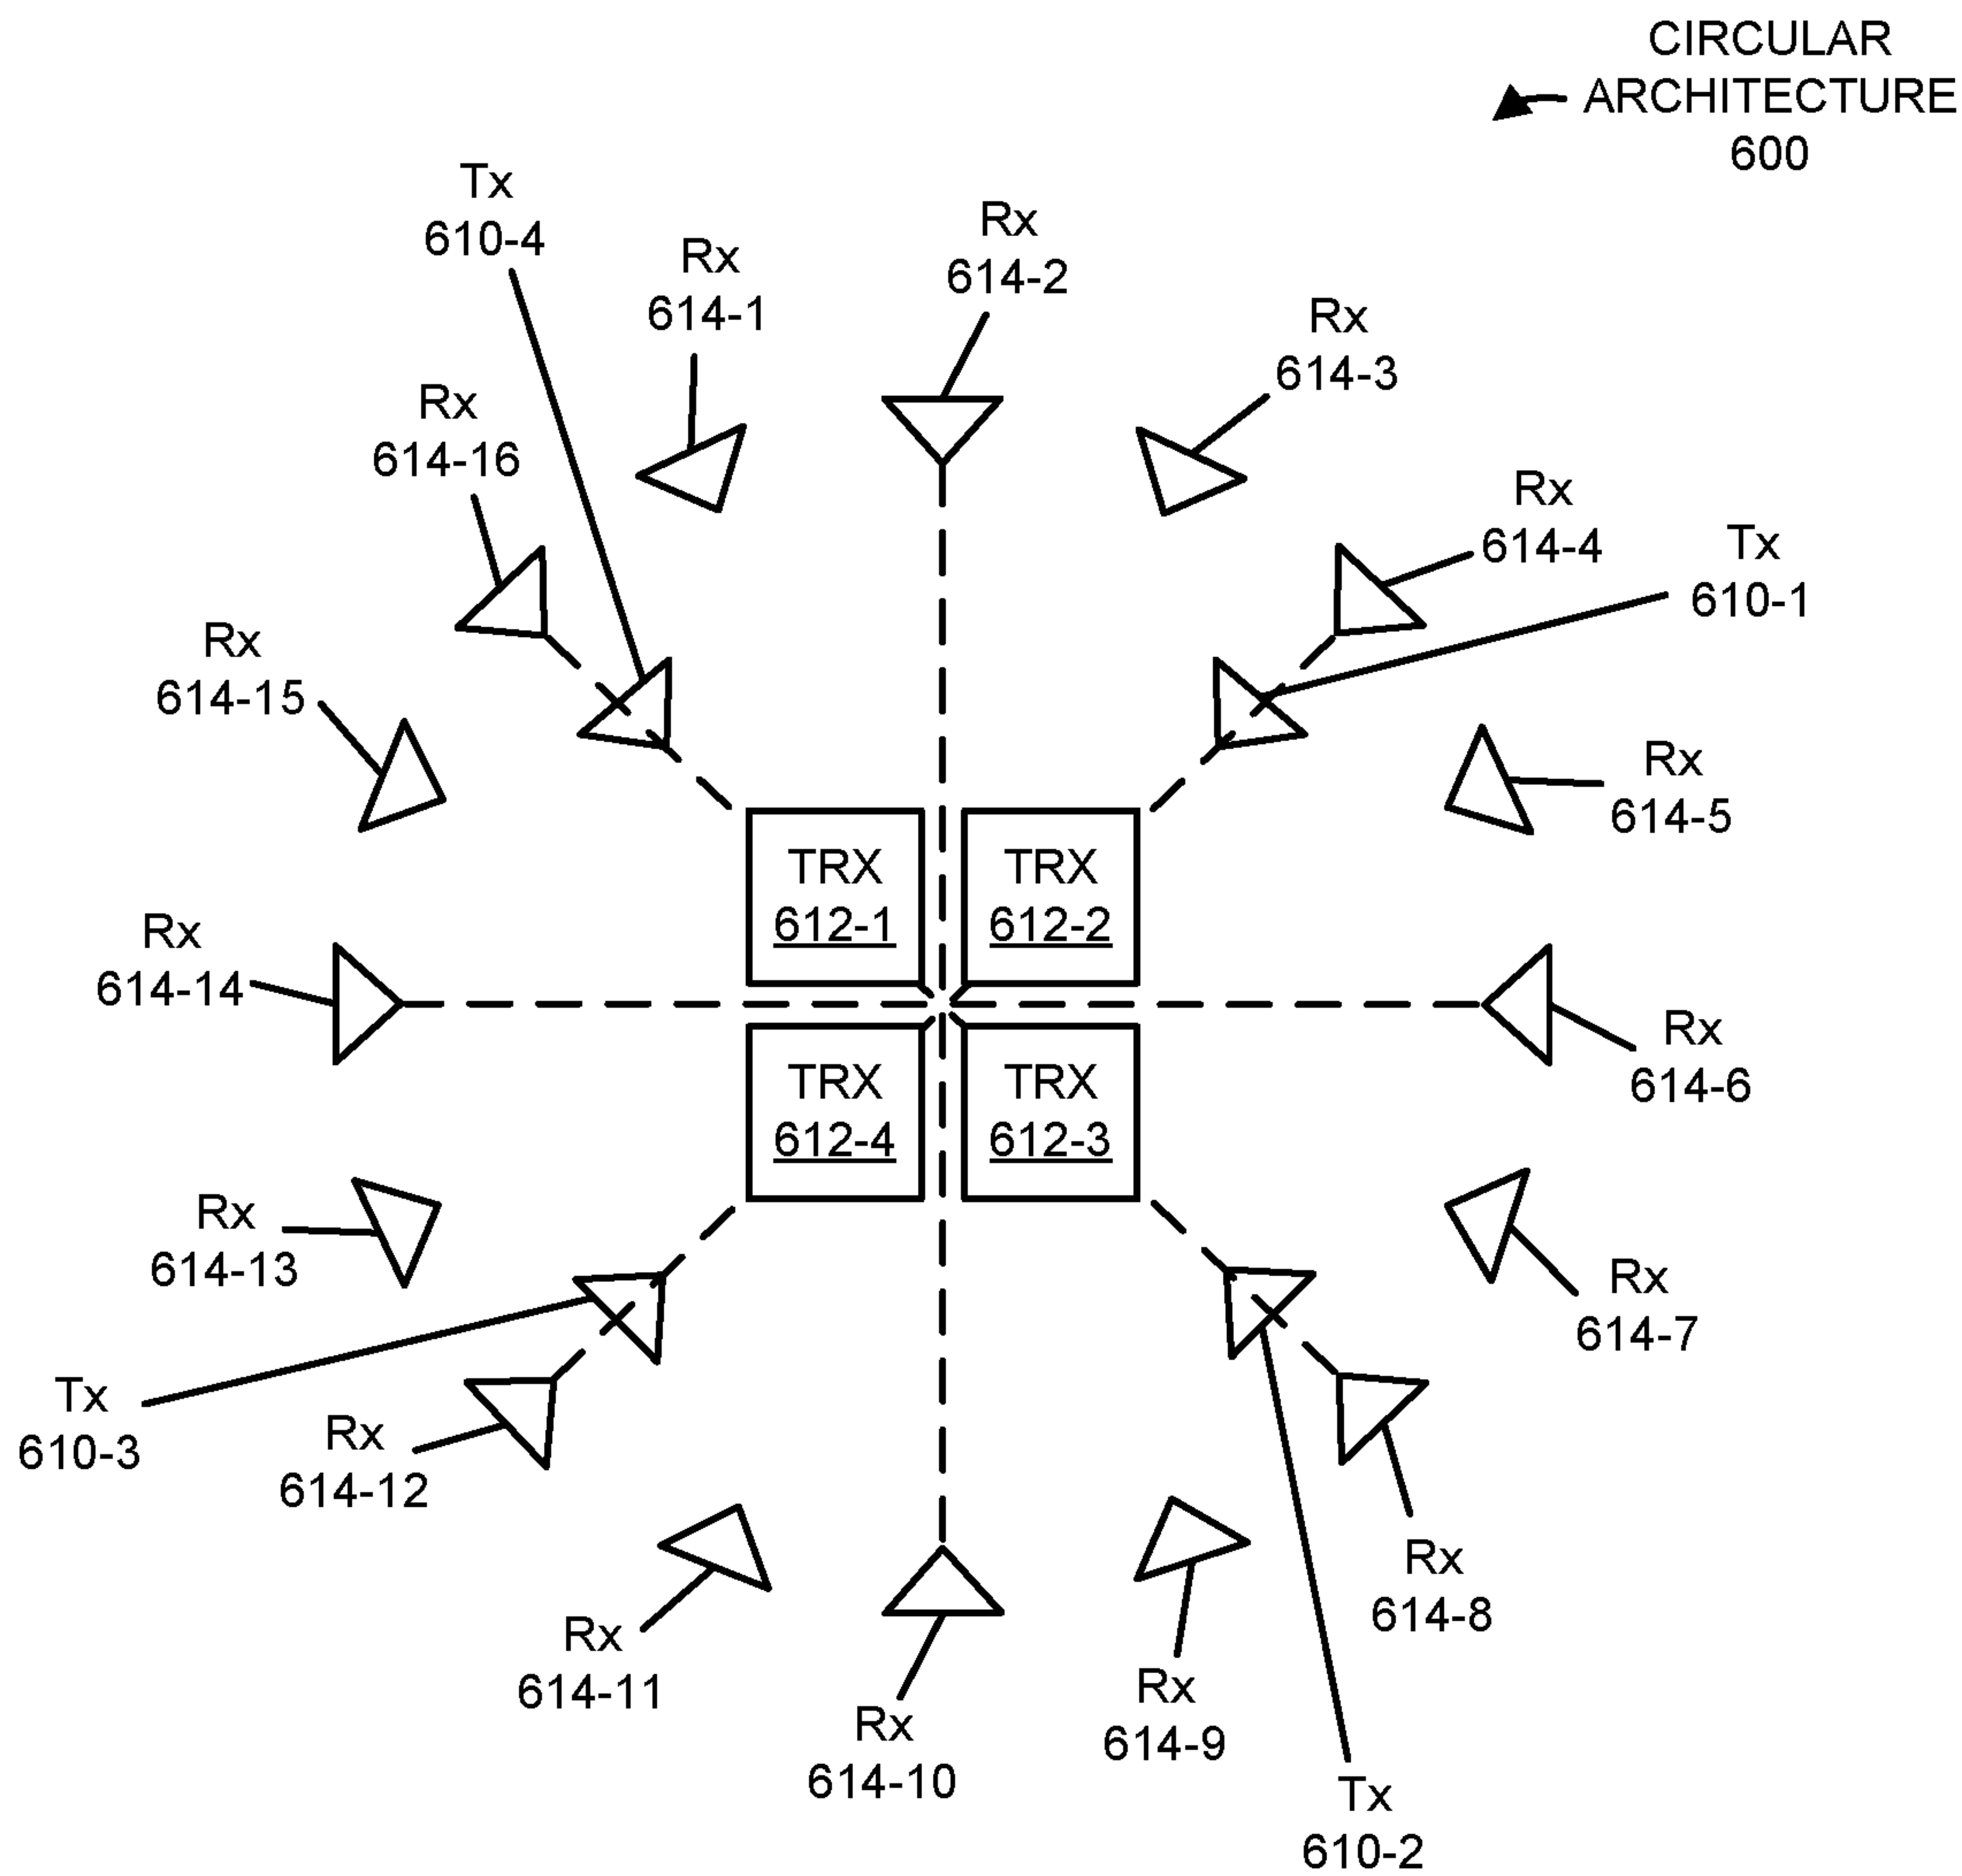 CIRCULAR
ARCHITECTURE
600
Tx
610-4
Rx
614-1
Rx
614-2
Rx
614-3
Rx
614-16
Rx
614-4
Tx
610-1
Rx
614-15
Rx
614-5
TRX
612-1
TRX
612-2
Rx
614-14
Rx
614-6
TRX
612-4
TRX
612-3
Rx
614-13
Rx
614-7
Tx
610-3
Rx
614-12
Rx
614-8
Rx
614-11
Rx
614-9
Rx
614-10
Tx
610-2